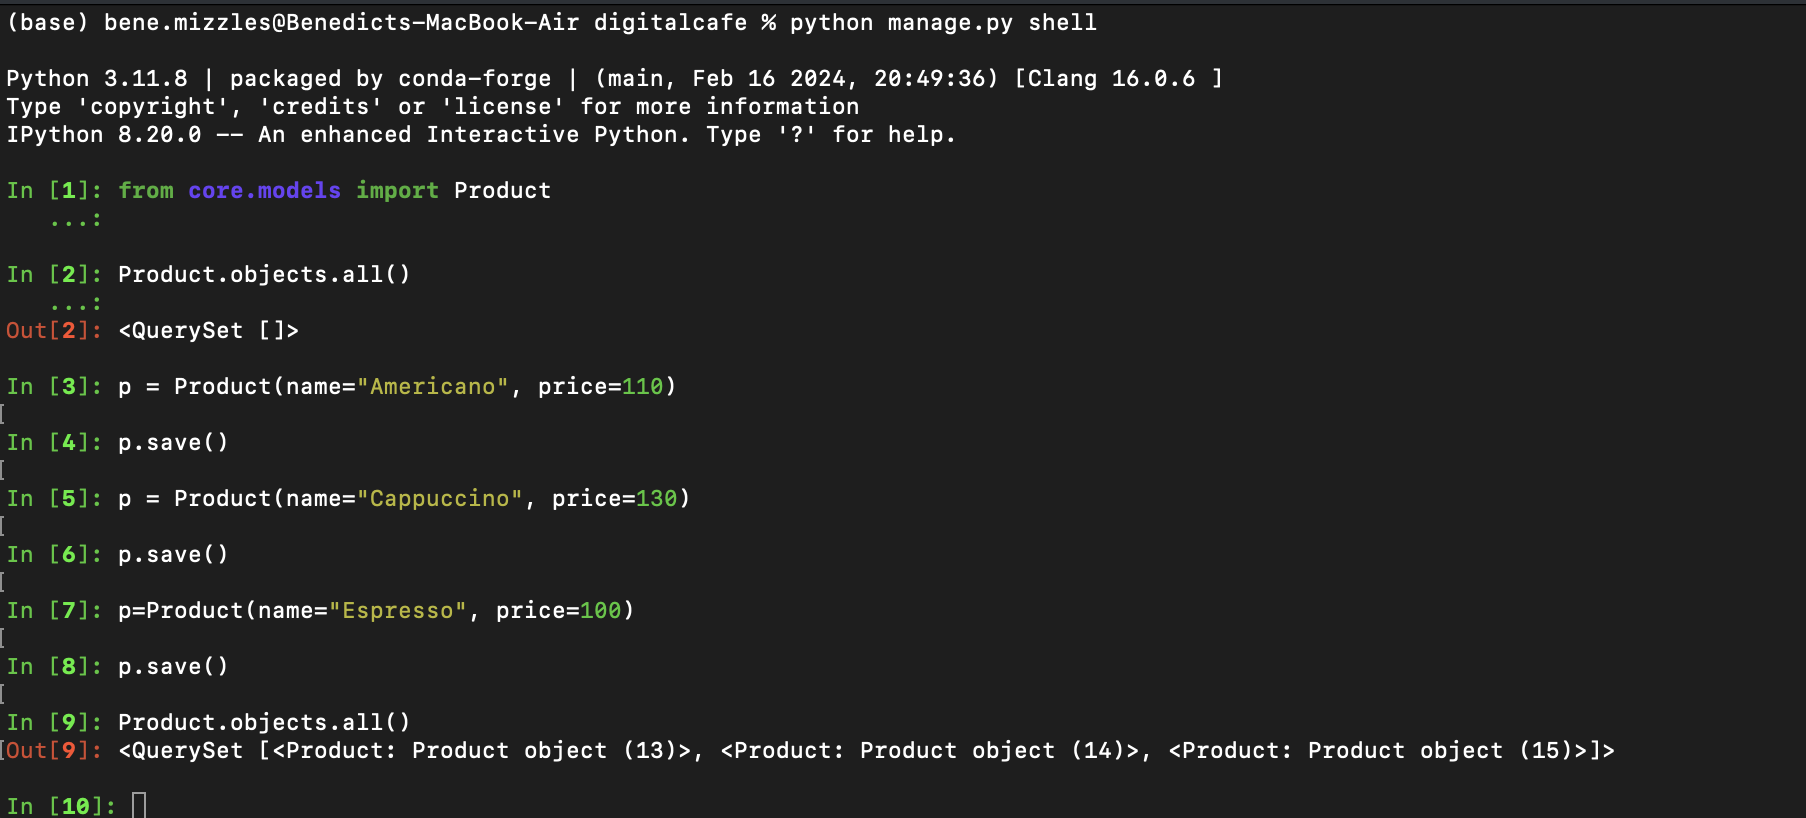 (base) bene.mizzles@Benedicts-MacBook-Air digitalcafe % python manage.py shell
Python 3.11.8 | packaged by conda-forge | (main, Feb 16 2024, 20:49:36) [Clang 16.0.6 ]
Type 'copyright', 'credits' or 'license' for more information
IPython 8.20.0 -- An enhanced Interactive Python. Type '?' for help.
In [1]: from core.models import Product
...:
In [2]: Product.objects.all()
...:
Out[2]: <QuerySet []>
In [3]: p = Product(name="Americano", price=110)
[
In [4]: p.save()
[
In [5]: p = Product(name="Cappuccino", price=130)
[
In [6]: p.save()
[
In [7]: p=Product(name="Espresso", price=100)
[
In [8]: p.save()
[
In [9]: Product.objects.all()
[Out[9]: <QuerySet [<Product: Product object (13)>, <Product: Product object (14)>, <Product: Product object (15)>]>
In [10]: